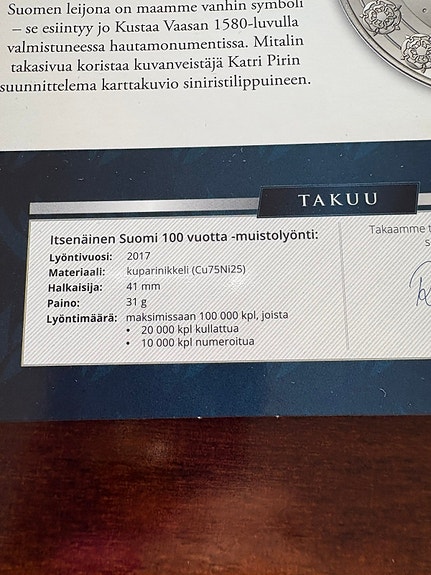 Suomen leijona on maamme vanhin symboli
– se esiintyy jo Kustaa Vaasan 1580-luvulla
valmistuneessa hautamonumentissa. Mitalin
takasivua koristaa kuvanveistäjä Katri Pirin
suunnittelema karttakuvio siniristilippuineen.
TAKUU
Itsenäinen Suomi 100 vuotta -muistolyönti:
Lyöntivuosi: 2017
Materiaali: kuparinikkeli (Cu75Ni25)
Halkaisija: 41 mm
Paino: 31 g
Lyöntimäärä: maksimissaan 100 000 kpl, joista
• 20 000 kpl kullattua
• 10 000 kpl numeroitua
Takaamme